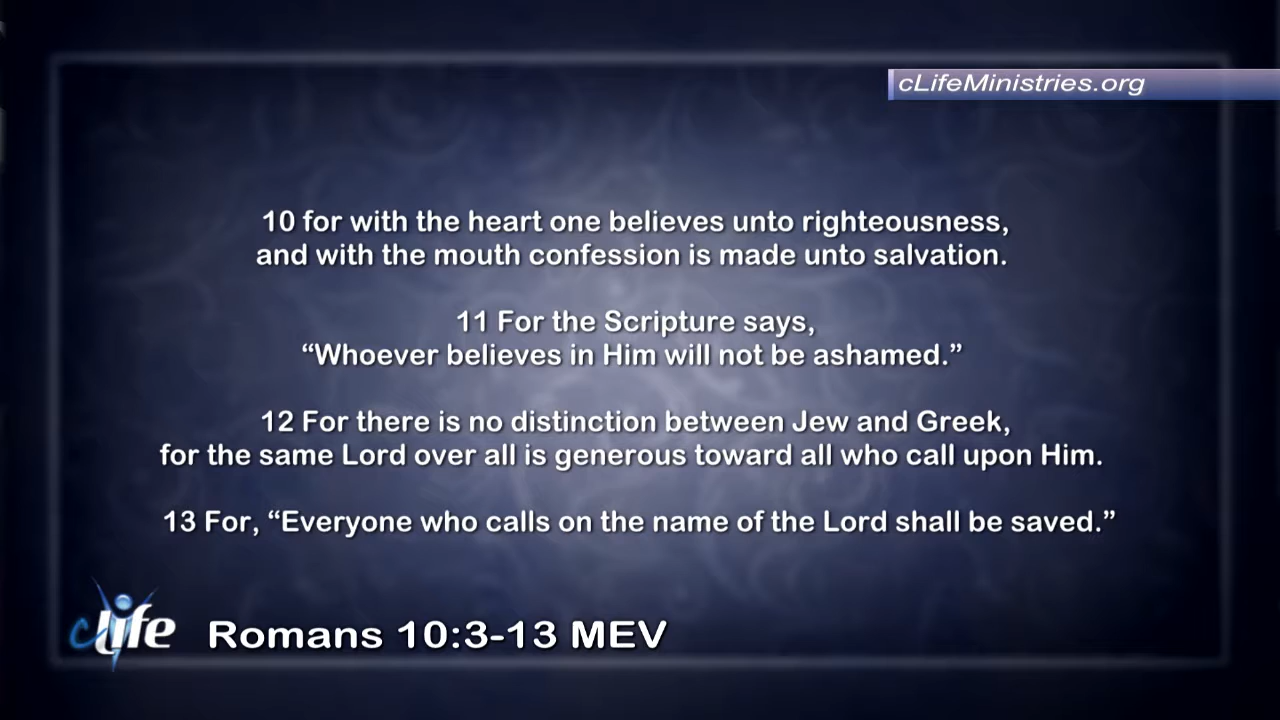 cLifeMinistries.org
10 for with the heart one believes unto righteousness,
and with the mouth confession is made unto salvation.
11 For the Scripture says,
“Whoever believes in Him will not be ashamed.”
12 For there is no distinction between Jew and Greek,
for the same Lord over all is generous toward all who call upon Him.
13 For, “Everyone who calls on the name of the Lord shall be saved.”
cLife
Romans 10:3-13 MEV